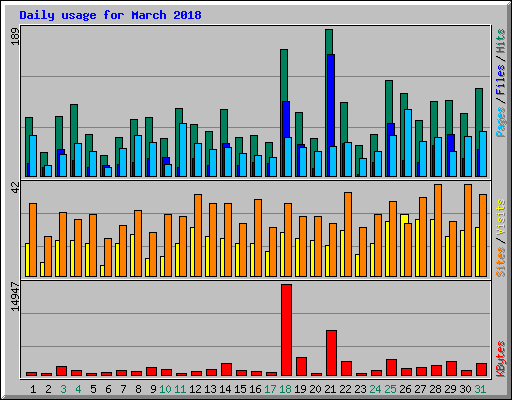 Daily usage for March 2018
189
Pages / Files / Hits
42
Sites / Visits
14947
KBytes
1 2 3 4 5 6 7 8 9 10 11 12 13 14 15 16 17 18 19 20 21 22 23 24 25 26 27 28 29 30 31